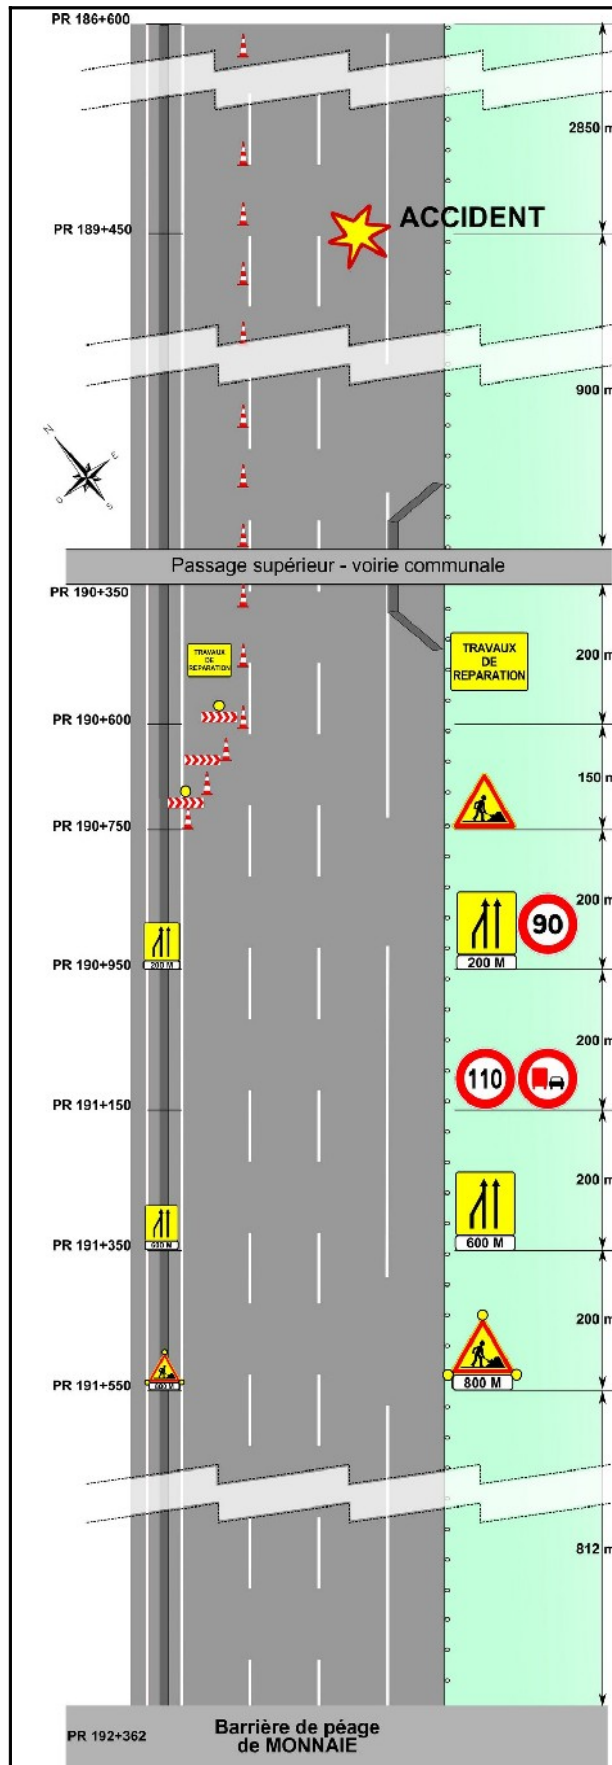 PR 186+600
2850 m
ACCIDENT
PR 189+450
900 m
N
E
O
S
Passage supérieur - voirie communale
PR 190+350
TRAVAUX
DE
REPARATION
TRAVAUX
DE
REPARATION
200 m
PR 190+600
150 m
PR 190+750
200 m
90
200 M
200 M
PR 190+950
200 m
110
PR 191+150
200 m
600 M
600 M
PR 191+350
200 m
800 M
PR 191+550
812 m
PR 192+362
Barrière de péage
de MONNAIE